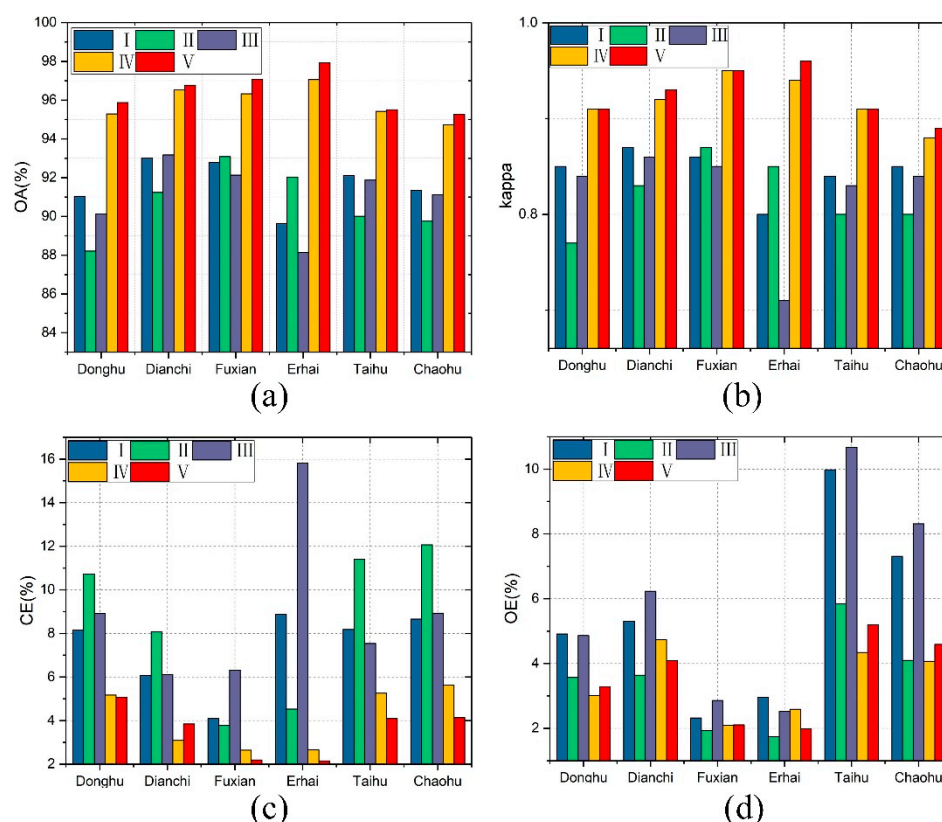 100
98
96
94
92
90
88
86
84
OA(%)
I II III
IV V
Donghu Dianchi Fuxian Erhai Taihu Chaohu
(a)
1.0
0.8
kappa
I II III
IV V
Donghu Dianchi Fuxian Erhai Taihu Chaohu
(b)
16
14
12
10
8
6
4
2
CE(%)
I II III
IV V
Donghu Dianchi Fuxian Erhai Taihu Chaohu
(c)
10
8
6
4
2
OE(%)
I II III
IV V
Donghu Dianchi Fuxian Erhai Taihu Chaohu
(d)